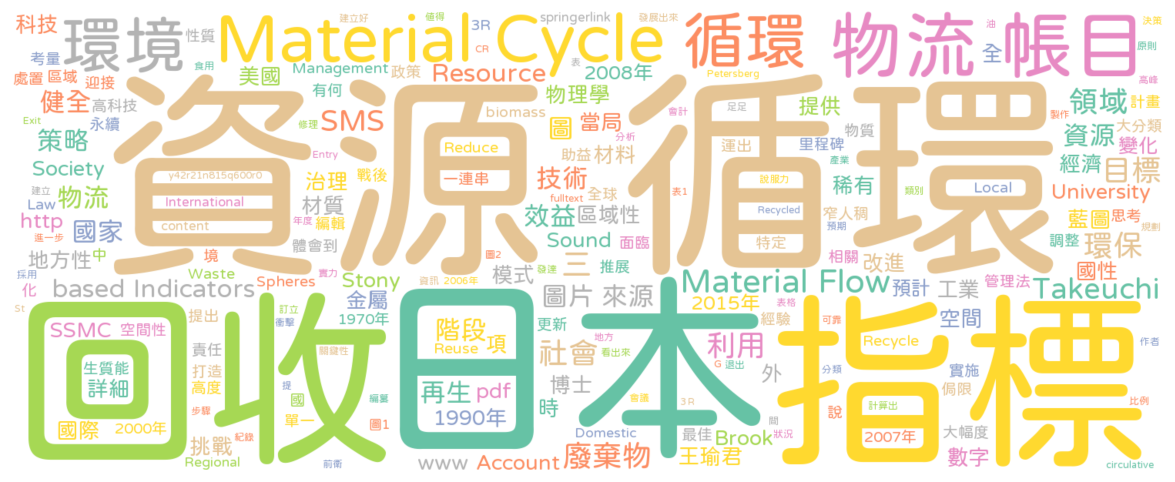 資源循環
回收
日本
指標
環境
Material Cycle
循環
物流
帳目
科技
性質
3R
CR
springerlink
建立好
值得
發展出來
表
油
決策
原則
全
考量
美國
Management
政策
Resource
2008年
Petersberg
高峰
處置
區域
迎接
食用
有何
物理學
提供
領域
計畫
健全
高科技
永續
Exit
修理
SMS
biomass
圖
當局
會計
足足
分析
物質
製作
大分類
資源
變化
策略
Entry
Reduce
助益
材料
運出
里程碑
產業
經濟
目標
Society
y42r21n815q600r0
治理
戰後
一連串
技術
全球
表1
說服力
類別
稀有
Local
University
建立
Law
物流
International
材質
fulltext
年度
編輯
效益
區域性
Recycled
預期
窄人稠
藍圖
思考
規劃
http
進一步
國家
content
體會到
Sound
面臨
特定
相關
調整
環保
地方性
中
境
圖2
三
推展
改進
國性
採用
化
Waste
Spheres
實力
Stony
資訊
2006年
發達
模式
Material Flow
預計
工業
管理法
Takeuchi
based Indicators
圖片
來源
2015年
St
SSMC
空間性
提出
訂立
衝擊
金屬
1970年
階段
項
Reuse
更新
地方
社會
看出來
利用
經驗
表格
可靠
Recycle
空間
作者
生質能
詳細
責任
打造
高度
關鍵性
提
國
編纂
再生
pdf
博士
G
退出
外
分類
實施
侷限
國際
2000年
步驟
單一
圖1
1990年
時
會議
3 R
計算出
關
說
比例
挑戰
紀錄
Regional
前衛
www
Account
Domestic
廢棄物
最佳
王瑜君
Brook
狀況
2007年
大幅度
數字
circulative